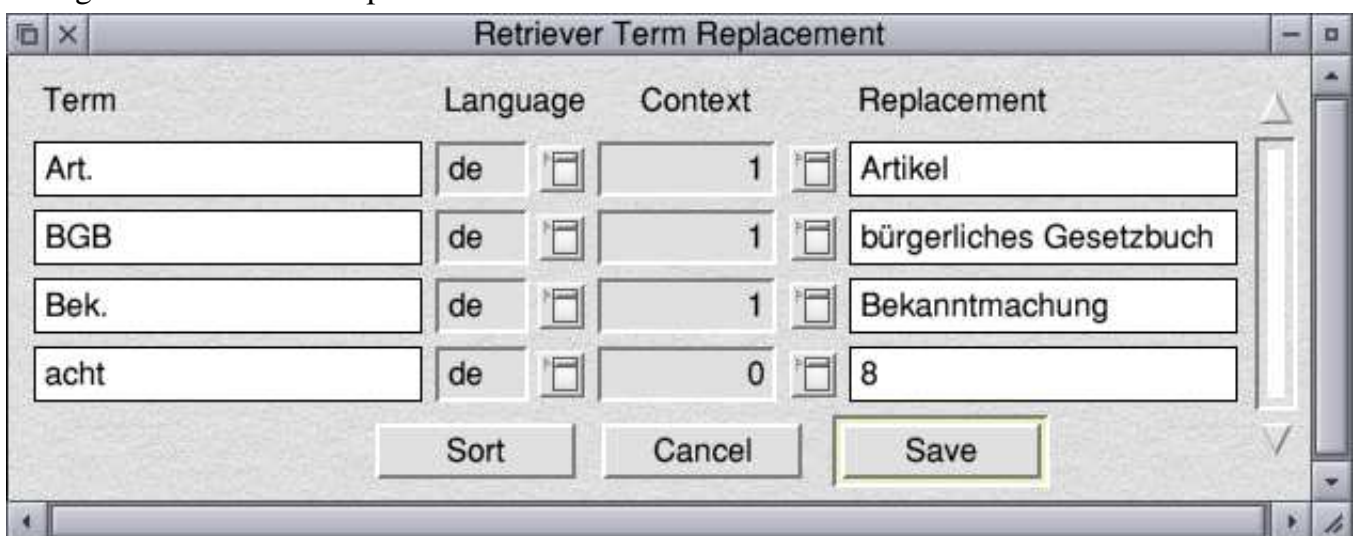 Retriever Term Replacement
Term Language Context Replacement
Art. de 1 Artikel
BGB de 1 bürgerliches Gesetzbuch
Bek. de 1 Bekanntmachung
acht de 0 8
Sort Cancel Save